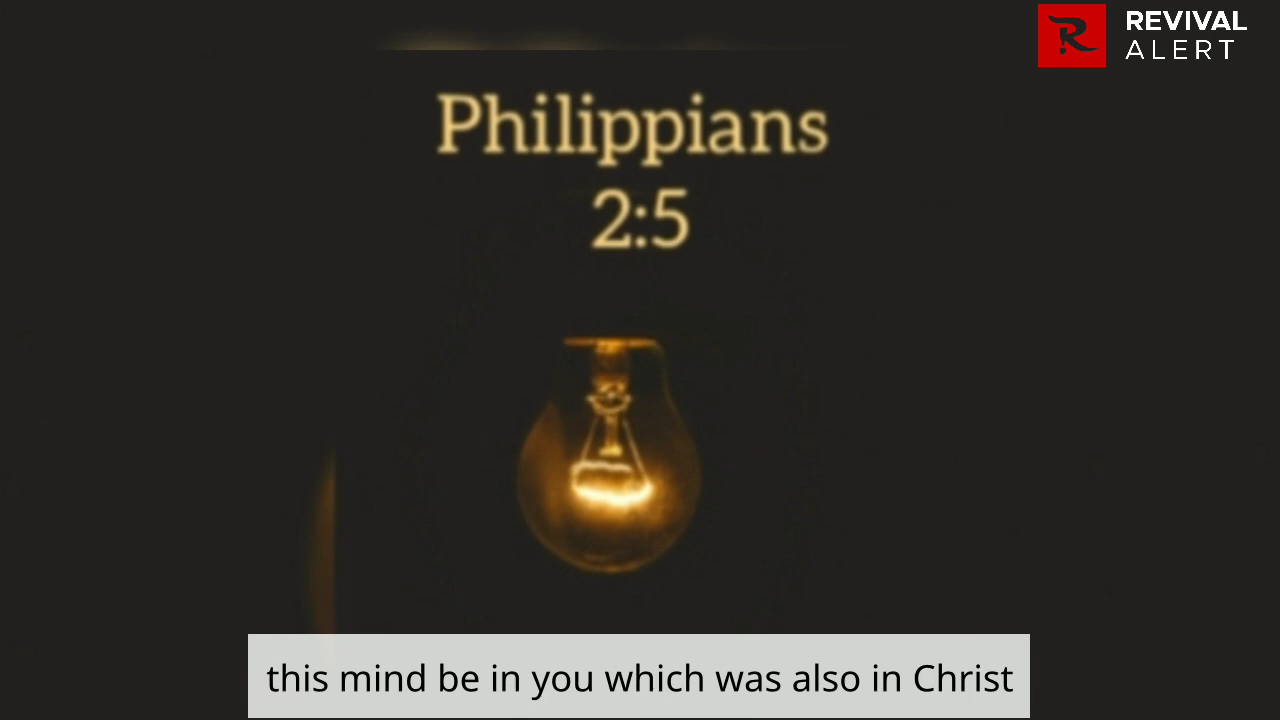 REVIVAL
ALERT
Philippians
2:5
this mind be in you which was also in Christ